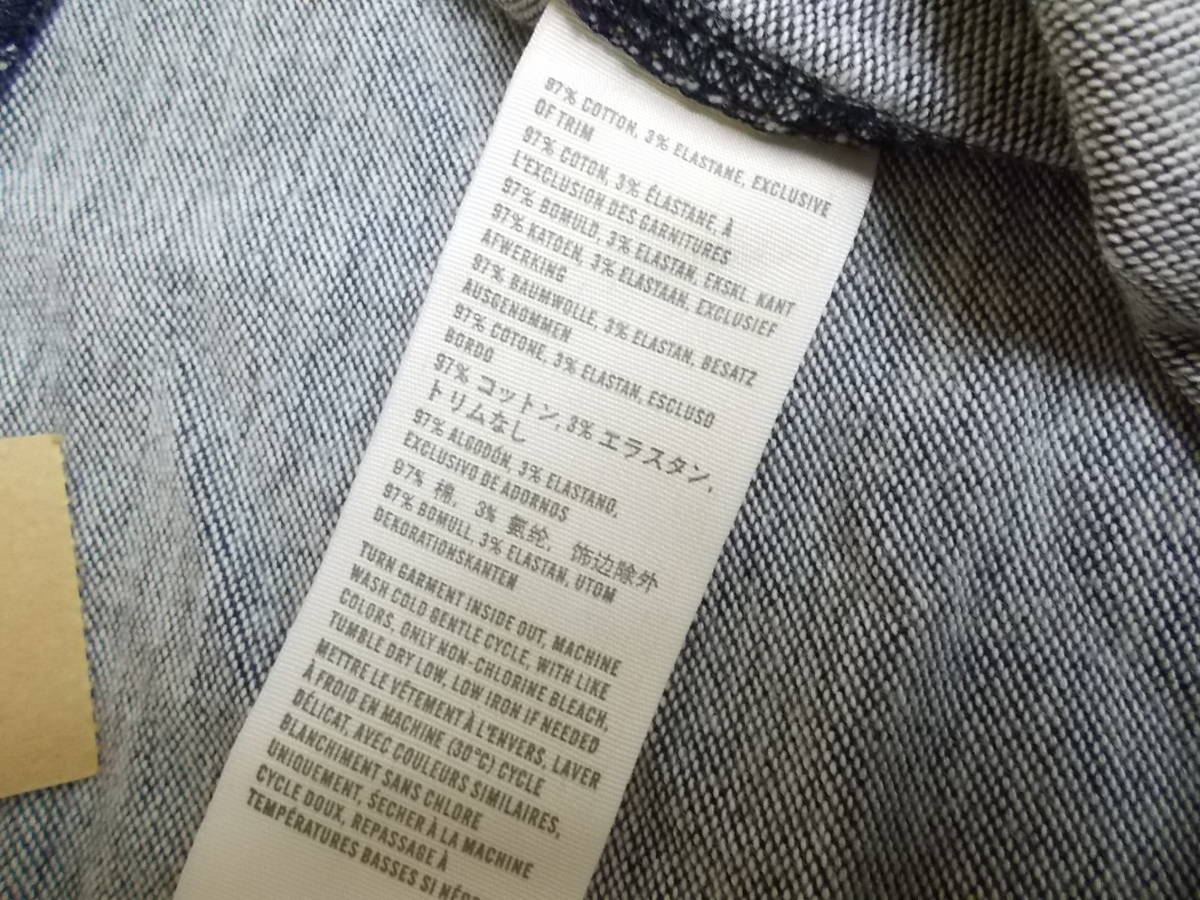 97% COTTON, 3% ELASTANE, EXCLUSIVE
OF TRIM
97% COTON, 3% ÉLASTANE, À
L'EXCLUSION DES GARNITURES
97% BOMULD, 3% ELASTAN, EKSKL. KANT
97% KATOEN, 3% ELASTAAN, EXCLUSIEF
AFWERKING
97% BAUMWOLLE, 3% ELASTAN, BESATZ
AUSGENOMMEN
97% COTONE, 3% ELASTAN, ESCLUSO
BORDO
97% コットン, 3% エラスタン,
トリムなし
97% ALGODÓN, 3% ELASTANO,
EXCLUSIVO DE ADORNOS
97% 棉, 3% 氨纶, 饰边除外
97% BOMULL, 3% ELASTAN, UTOM
DEKORATIONSKANTEN
TURN GARMENT INSIDE OUT, MACHINE
WASH COLD GENTLE CYCLE, WITH LIKE
COLORS, ONLY NON-CHLORINE BLEACH,
TUMBLE DRY LOW, LOW IRON IF NEEDED
METTRE LE VÊTEMENT À L'ENVERS, LAVER
À FROID EN MACHINE (30°C) CYCLE
DÉLICAT, AVEC COULEURS SIMILAIRES,
BLANCHIMENT SANS CHLORE
UNIQUEMENT, SÉCHER À LA MACHINE
CYCLE DOUX, REPASSAGE À
TEMPÉRATURES BASSES SI